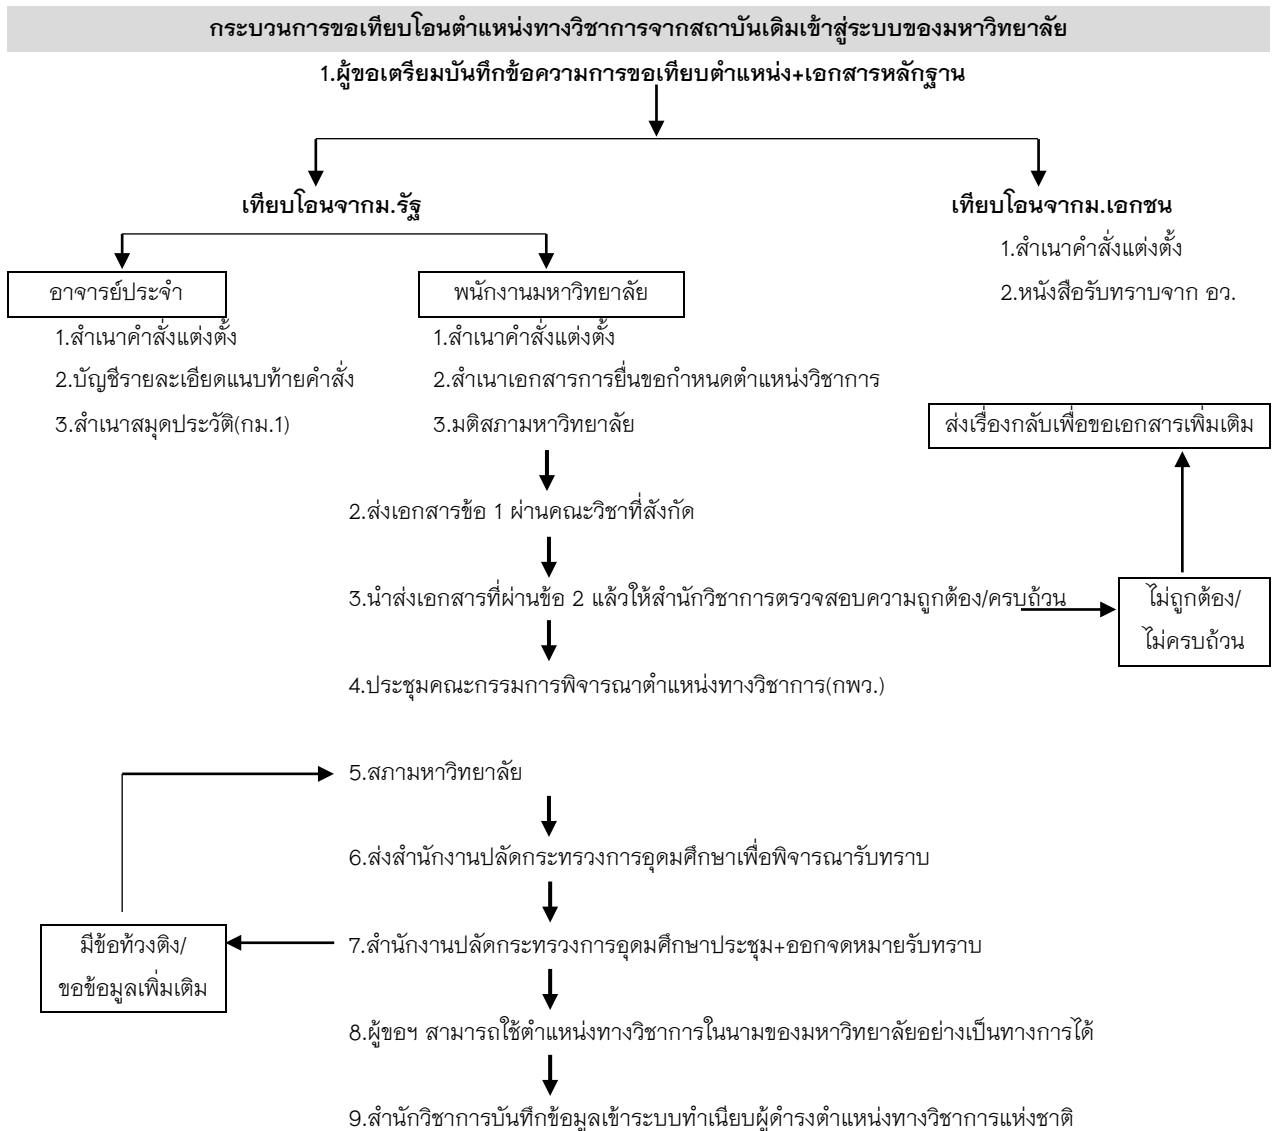 กระบวนการขอเทียบโอนตำแหน่งทางวิชาการจากสถาบันเดิมเข้าสู่ระบบของมหาวิทยาลัย
1.ผู้ขอเตรียมบันทึกข้อความการขอเทียบตำแหน่ง+เอกสารหลักฐาน
เทียบโอนจากม.รัฐ
อาจารย์ประจำ
1.สำเนาคำสั่งแต่งตั้ง
2.บัญชีรายละเอียดแนบท้ายคำสั่ง
3.สำเนาสมุดประวัติ(กม.1)
พนักงานมหาวิทยาลัย
1.สำเนาคำสั่งแต่งตั้ง
2.สำเนาเอกสารการยื่นขอกำหนดตำแหน่งวิชาการ
3.มติสภามหาวิทยาลัย
เทียบโอนจากม.เอกชน
1.สำเนาคำสั่งแต่งตั้ง
2.หนังสือรับทราบจาก อว.
ส่งเรื่องกลับเพื่อขอเอกสารเพิ่มเติม
2.ส่งเอกสารข้อ 1 ผ่านคณะวิชาที่สังกัด
3.นำส่งเอกสารที่ผ่านข้อ 2 แล้วให้สำนักวิชาการตรวจสอบความถูกต้อง/ครบถ้วน
ไม่ถูกต้อง/
ไม่ครบถ้วน
4.ประชุมคณะกรรมการพิจารณาตำแหน่งทางวิชาการ(กพว.)
5.สภามหาวิทยาลัย
6.ส่งสำนักงานปลัดกระทรวงการอุดมศึกษาเพื่อพิจารณารับทราบ
7.สำนักงานปลัดกระทรวงการอุดมศึกษาประชุม+ออกจดหมายรับทราบ
มีข้อท้วงติง/
ขอข้อมูลเพิ่มเติม
8.ผู้ขอฯ สามารถใช้ตำแหน่งทางวิชาการในนามของมหาวิทยาลัยอย่างเป็นทางการได้
9.สำนักวิชาการบันทึกข้อมูลเข้าระบบทำเนียบผู้ดำรงตำแหน่งทางวิชาการแห่งชาติ